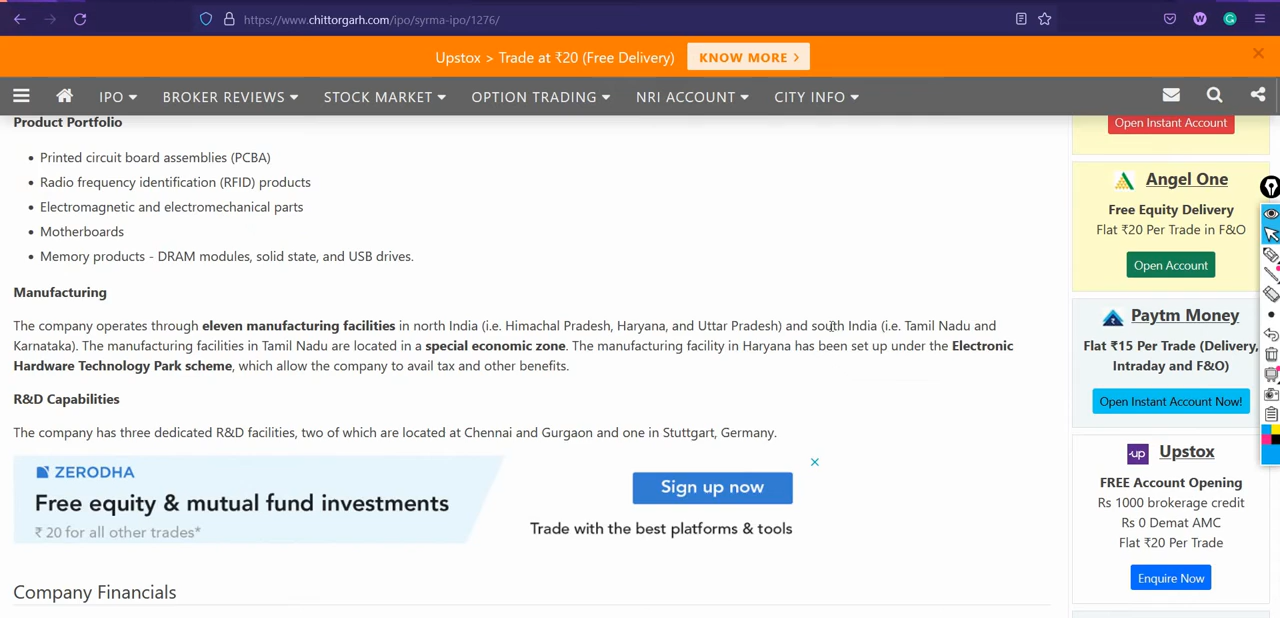 https://www.chittorgarh.com/ipo/syrma-ipo/1276/
W
Upstox > Trade at ₹20 (Free Delivery) KNOW MORE >
IPO BROKER REVIEWS STOCK MARKET OPTION TRADING NRI ACCOUNT CITY INFO
Product Portfolio
Printed circuit board assemblies (PCBA)
Radio frequency identification (RFID) products
Electromagnetic and electromechanical parts
Motherboards
Memory products - DRAM modules, solid state, and USB drives.
Manufacturing
The company operates through eleven manufacturing facilities in north India (i.e. Himachal Pradesh, Haryana, and Uttar Pradesh) and south India (i.e. Tamil Nadu and
Karnataka). The manufacturing facilities in Tamil Nadu are located in a special economic zone. The manufacturing facility in Haryana has been set up under the Electronic
Hardware Technology Park scheme, which allow the company to avail tax and other benefits.
R&D Capabilities
The company has three dedicated R&D facilities, two of which are located at Chennai and Gurgaon and one in Stuttgart, Germany.
ZERODHA
Free equity & mutual fund investments
₹ 20 for all other trades*
Sign up now
Trade with the best platforms & tools
Company Financials
Open Instant Account
Angel One
Free Equity Delivery
Flat ₹20 Per Trade in F&O
Open Account
Paytm Money
Flat ₹15 Per Trade (Delivery,
Intraday and F&O)
Open Instant Account Now!
up
Upstox
FREE Account Opening
Rs 1000 brokerage credit
Rs 0 Demat AMC
Flat ₹20 Per Trade
Enquire Now